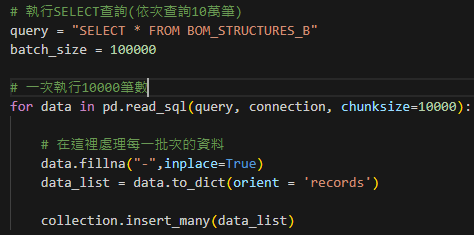 # 執行SELECT查詢(依次查詢10萬筆)
query = "SELECT * FROM BOM_STRUCTURES_B"
batch_size = 100000
# 一次執行10000筆數
for data in pd.read_sql(query, connection, chunksize=10000):
# 在這裡處理每一批次的資料
data.fillna("-",inplace=True)
data_list = data.to_dict(orient = 'records')
collection.insert_many(data_list)